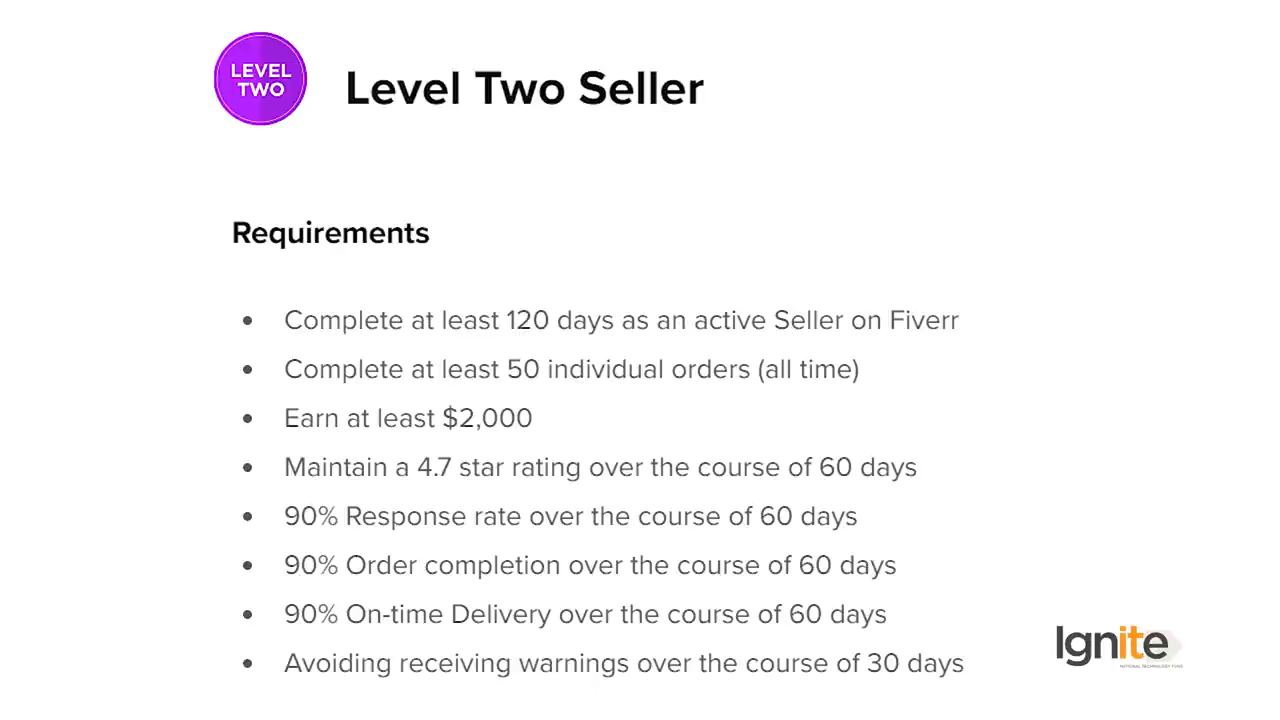 LEVEL
TWO
Level Two Seller
Requirements
• Complete at least 120 days as an active Seller on Fiverr
• Complete at least 50 individual orders (all time)
• Earn at least $2,000
• Maintain a 4.7 star rating over the course of 60 days
• 90% Response rate over the course of 60 days
• 90% Order completion over the course of 60 days
• 90% On-time Delivery over the course of 60 days
• Avoiding receiving warnings over the course of 30 days
Ignite
NATIONAL TECHNOLOGY FUND